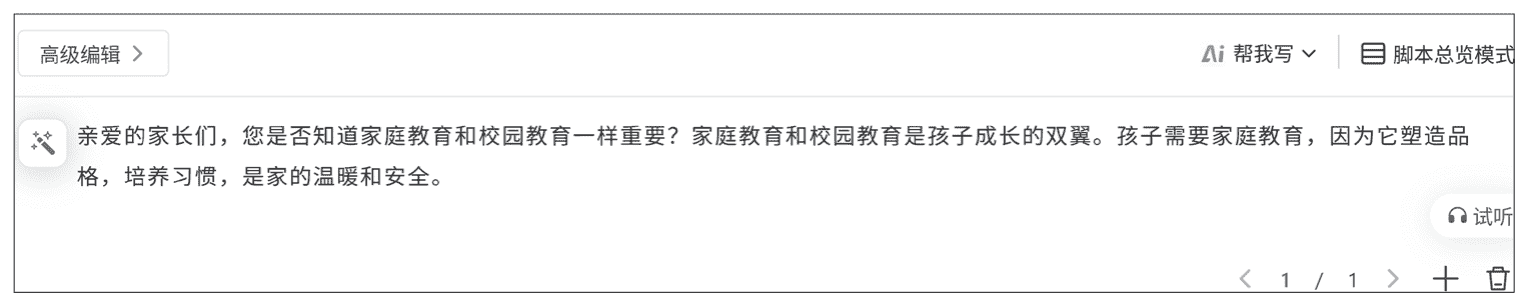 高级编辑 >
Ai 帮我写
脚本总览模式
亲爱的家长们，您是否知道家庭教育和校园教育一样重要？家庭教育和校园教育是孩子成长的双翼。孩子需要家庭教育，因为它塑造品
格，培养习惯，是家的温暖和安全。
试听
< 1 / 1 >